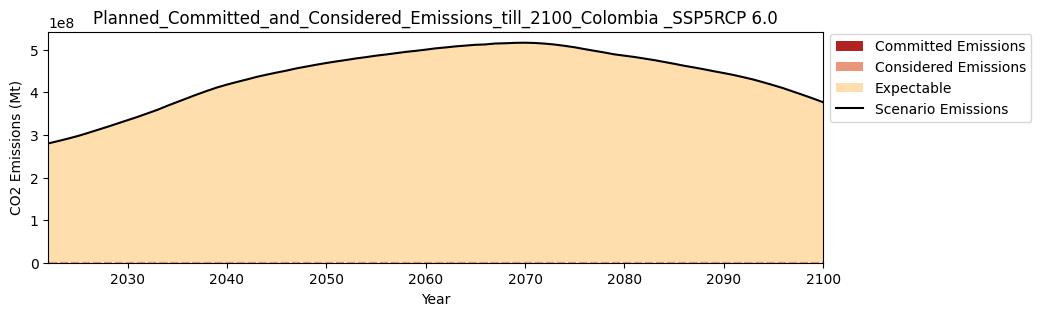 Planned_Committed_and_Considered_Emissions_till_2100_Colombia _SSP5RCP 6.0
1e8
5
4
3
2
1
0
CO2 Emissions (Mt)
2030 2040 2050 2060 2070 2080 2090 2100
Year
Committed Emissions
Considered Emissions
Expectable
Scenario Emissions